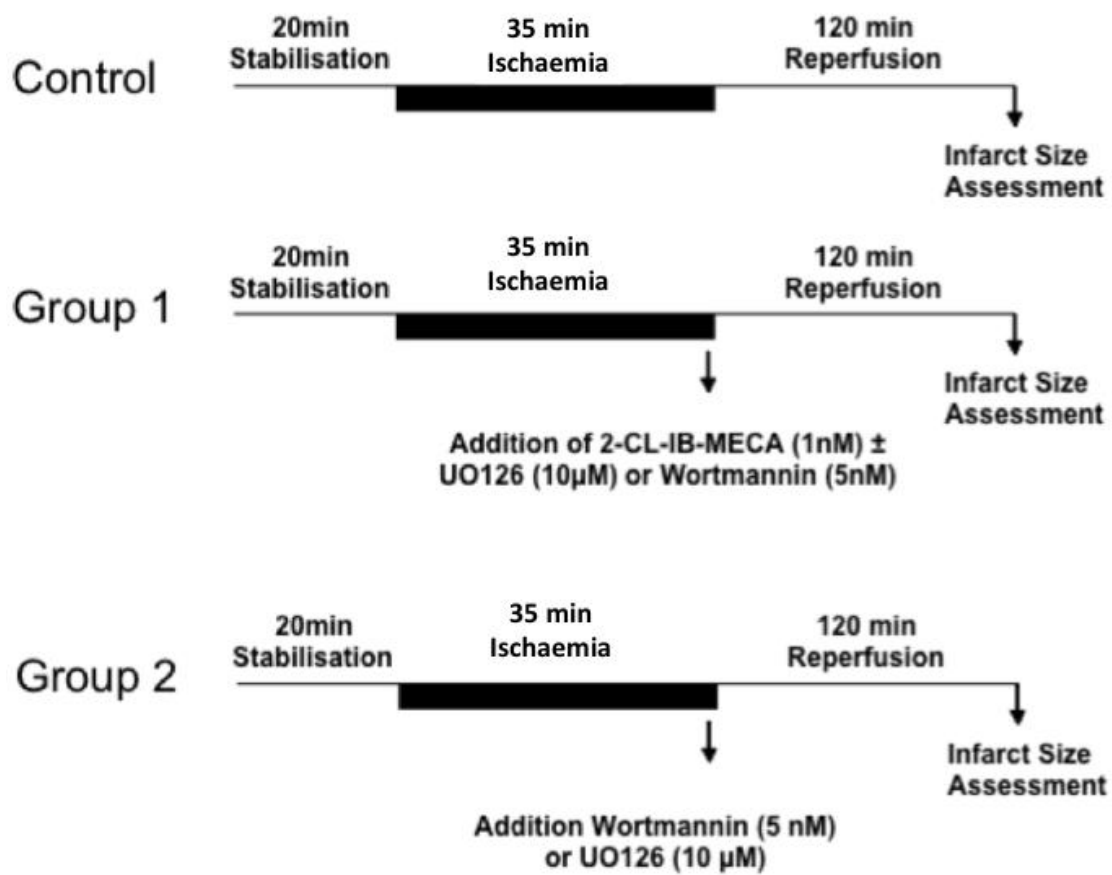 Control
20min
Stabilisation
35 min
Ischaemia
120 min
Reperfusion
Infarct Size
Assessment
Group 1
20min
Stabilisation
35 min
Ischaemia
120 min
Reperfusion
Infarct Size
Assessment
Addition of 2-CL-IB-MECA (1nM) ±
UO126 (10µM) or Wortmannin (5nM)
Group 2
20min
Stabilisation
35 min
Ischaemia
120 min
Reperfusion
Infarct Size
Assessment
Addition Wortmannin (5 nM)
or UO126 (10 µM)